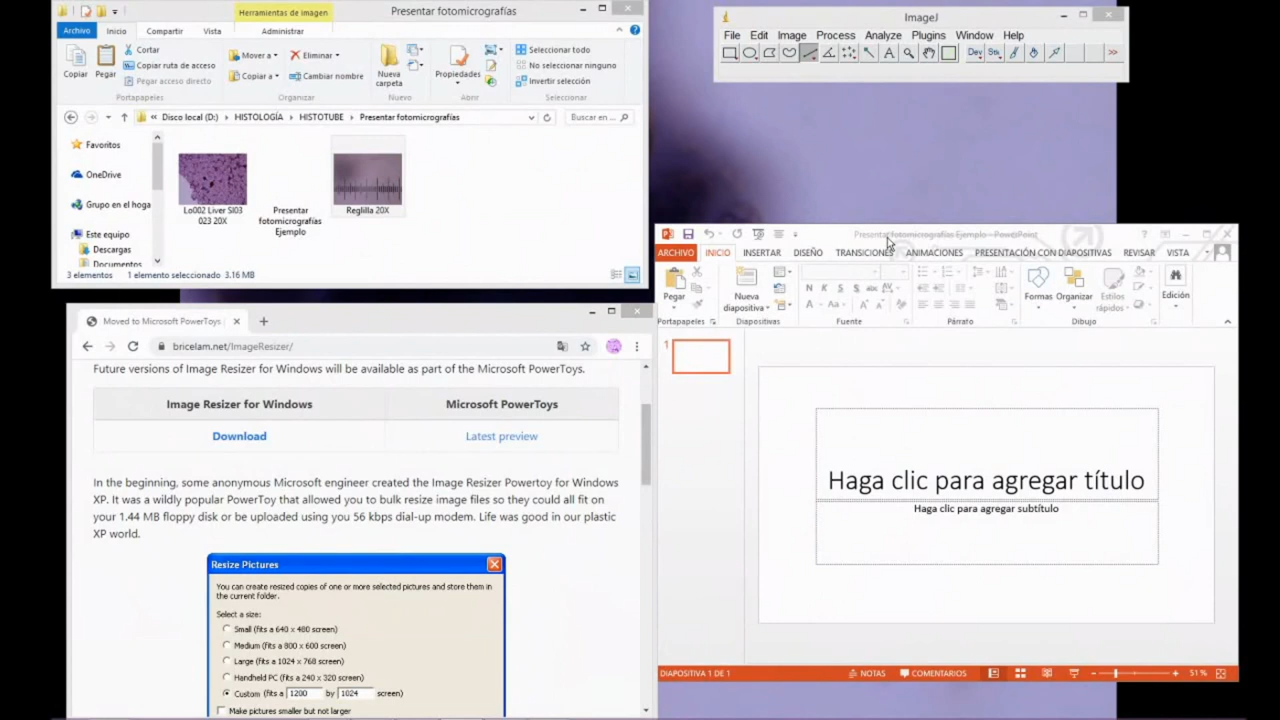 Herramientas de imagen
Presentar fotomicrografías
Archivo
Inicio
Compartir
Vista
Administrar
Copiar
Pegar
Cortar
Copiar ruta de acceso
Pegar acceso directo
Portapapeles
Mover a
Copiar a
Eliminar
Cambiar nombre
Organizar
Nueva
carpeta
Nuevo
Propiedades
Abrir
Seleccionar todo
No seleccionar ninguno
Invertir selección
Seleccionar
« Disco local (D:)
HISTOLOGÍA
HISTOTUBE
Presentar fotomicrografías
Buscar en ...
Favoritos
OneDrive
Grupo en el hoga
Este equipo
Descargas
Documentos
Lo002 Liver SI03
023 20X
Presentar
fotomicrografías
Ejemplo
Reglilla 20X
3 elementos
1 elemento seleccionado 3.16 MB
ImageJ
File
Edit
Image
Process
Analyze
Plugins
Window
Help
A
Dev
Stk
>>
Moved to Microsoft PowerToys
bricelam.net/ImageResizer/
Future versions of Image Resizer for Windows will be available as part of the Microsoft PowerToys.
Image Resizer for Windows
Microsoft PowerToys
Download
Latest preview
In the beginning, some anonymous Microsoft engineer created the Image Resizer Powertoy for Windows
XP. It was a wildly popular PowerToy that allowed you to bulk resize image files so they could all fit on
your 1.44 MB floppy disk or be uploaded using you 56 kbps dial-up modem. Life was good in our plastic
XP world.
Resize Pictures
You can create resized copies of one or more selected pictures and store them in
the current folder.
Select a size:
Small (fits a 640 x 480 screen)
Medium (fits a 800 x 600 screen)
Large (fits a 1024 x 768 screen)
Handheld PC (fits a 240 x 320 screen)
Custom (fits a 1200 by 1024 screen)
Make pictures smaller but not larger
Presentar fotomicrografías Ejemplo - PowerPoint
ARCHIVO
INICIO
INSERTAR
DISEÑO
TRANSICIONES
ANIMACIONES
PRESENTACIÓN CON DIAPOSITIVAS
REVISAR
VISTA
Pegar
Portapapeles
Nueva
diapositiva
Diapositivas
N K S S abc
Fuente
Párrafo
Formas
Organizar
Estilos
rápidos
Dibujo
Edición
1
Haga clic para agregar título
Haga clic para agregar subtítulo
DIAPOSITIVA 1 DE 1
NOTAS
COMENTARIOS
51 %